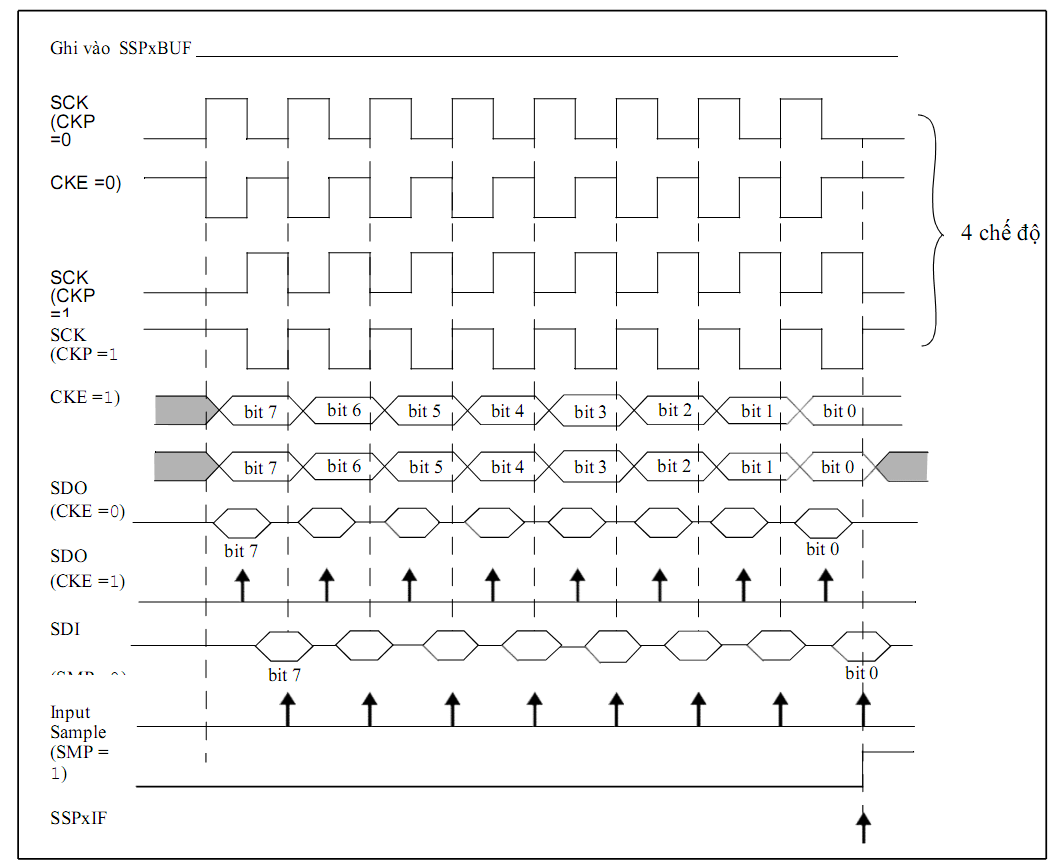 Ghi vào SSPxBUF
SCK
(CKP
=0
CKE =0)
4 chế độ
SCK
(CKP
=1
SCK
(CKP =1
CKE =1)
bit 7 bit 6 bit 5 bit 4 bit 3 bit 2 bit 1 bit 0
bit 7 bit 6 bit 5 bit 4 bit 3 bit 2 bit 1 bit 0
SDO
(CKE =0)
bit 7 bit 0
SDO
(CKE =1)
SDI
bit 7 bit 0
Input
Sample
(SMP =
1)
SSPxIF